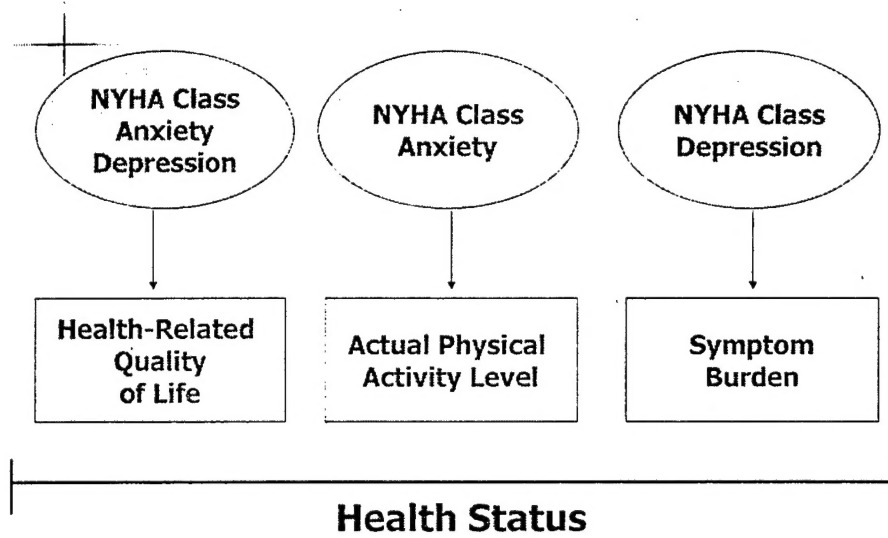 NYHA Class
Anxiety
Depression
NYHA Class
Anxiety
NYHA Class
Depression
Health-Related
Quality
of Life
Actual Physical
Activity Level
Symptom
Burden
Health Status